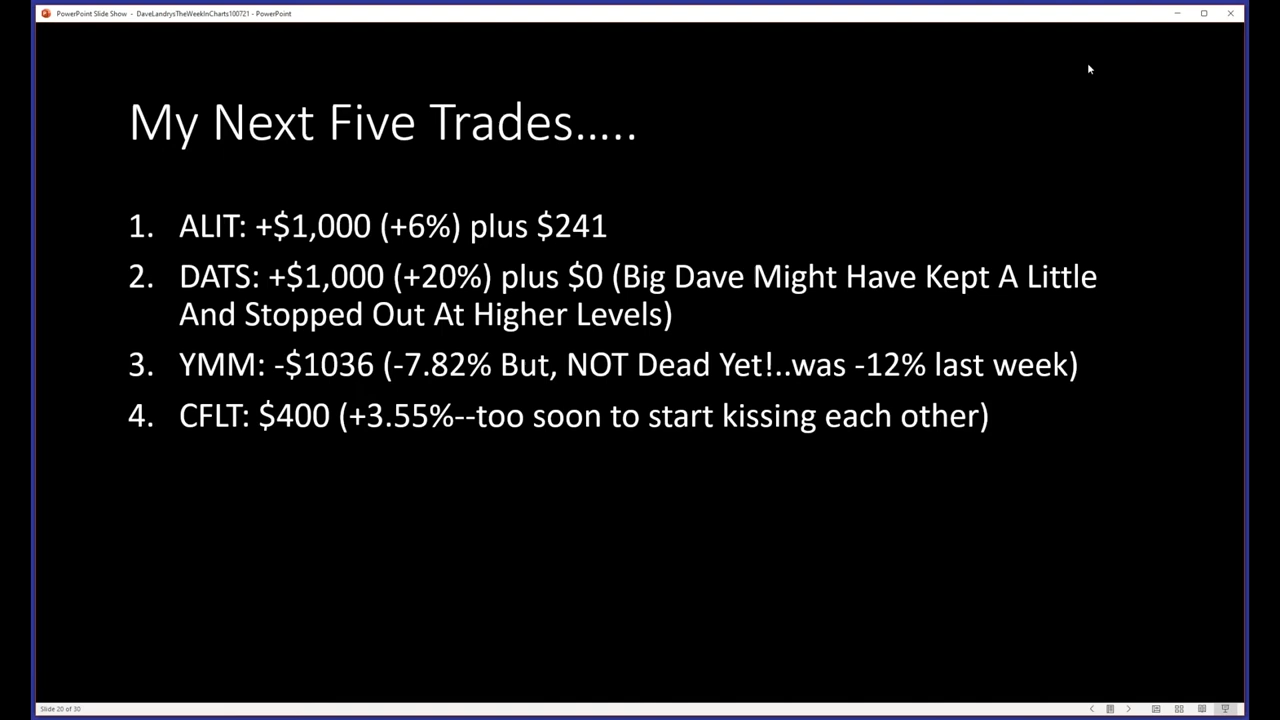 PowerPoint Slide Show - DaveLandrysTheWeekInCharts100721 - PowerPoint
My Next Five Trades.....
1. ALIT: +$1,000 (+6%) plus $241
2. DATS: +$1,000 (+20%) plus $0 (Big Dave Might Have Kept A Little
And Stopped Out At Higher Levels)
3. YMM: -$1036 (-7.82% But, NOT Dead Yet!..was -12% last week)
4. CFLT: $400 (+3.55%--too soon to start kissing each other)
Slide 20 of 30